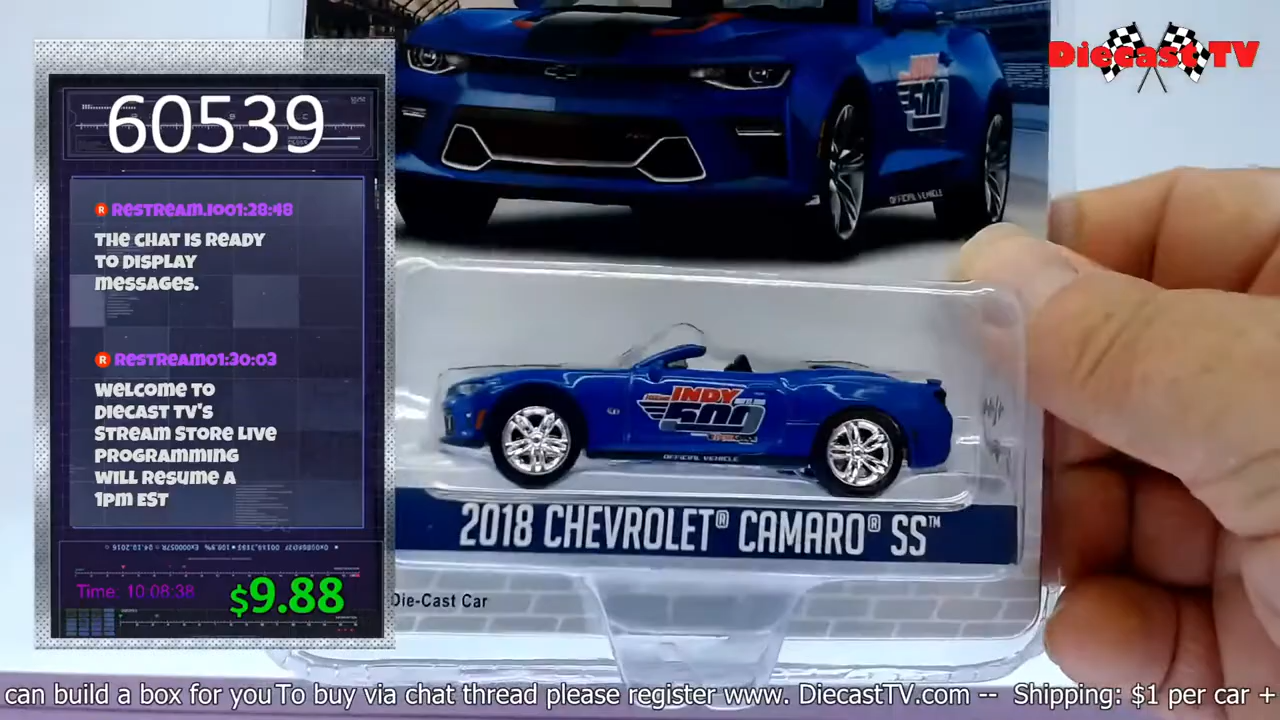 Diecast TV
60539
Restream.io01:28:48
THE CHAT IS READY
TO DISPLAY
MESSAGES.
Restream01:30:03
WELCOME TO
DIECAST TV'S
STREAM STORE LIVE
PROGRAMMING
WILL RESUME A
1PM EST
Time: 10:08:38
$9.88
INDY
500
OFFICIAL VEHICLE
INDY
500
OFFICIAL VEHICLE
2018 CHEVROLET® CAMARO® SS™
Die-Cast Car
can build a box for youTo buy via chat thread please register www. DiecastTV.com -- Shipping: $1 per car +